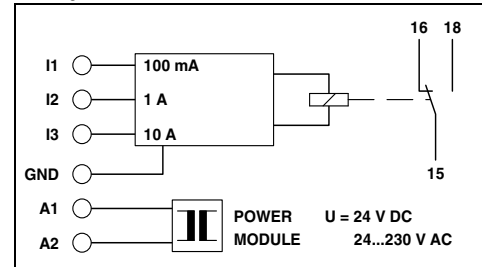 16 18
I1 100 mA
I2 1 A
I3 10 A
GND
15
A1
POWER U = 24 V DC
A2 MODULE 24...230 V AC